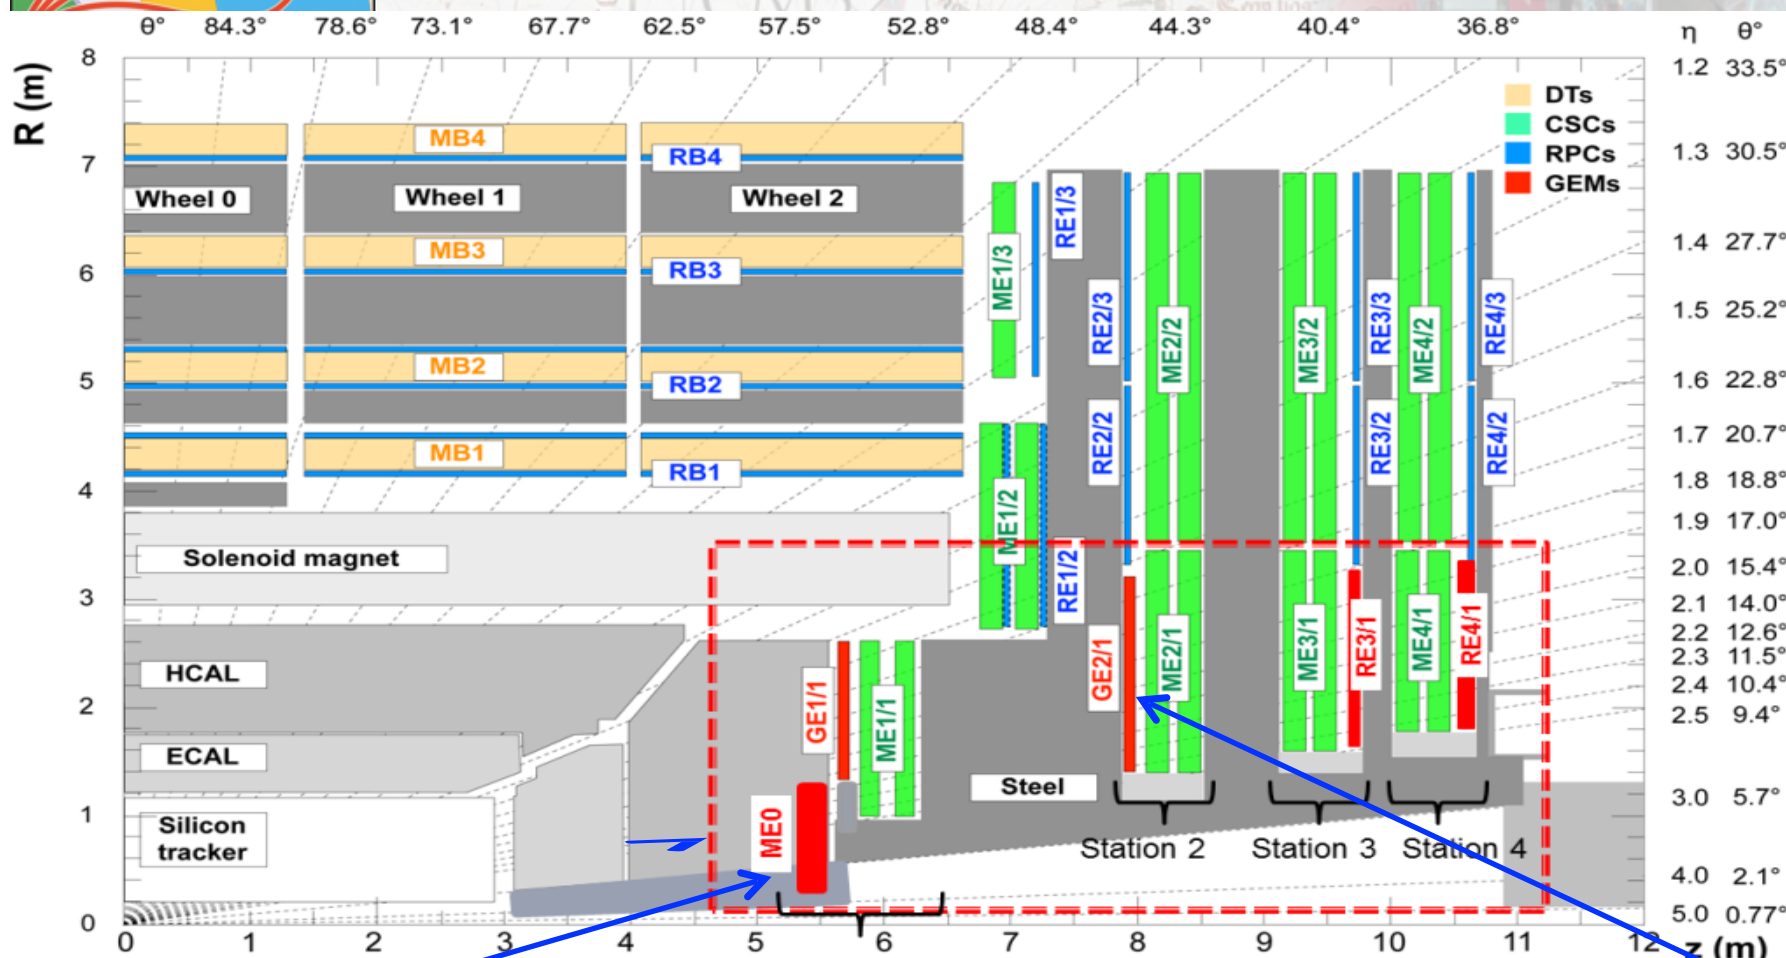 θ° 84.3° 78.6° 73.1° 67.7° 62.5° 57.5° 52.8° 48.4° 44.3° 40.4° 36.8° η θ°
R (m)
8
7
6
5
4
3
2
1
0
1.2 33.5°
1.3 30.5°
1.4 27.7°
1.5 25.2°
1.6 22.8°
1.7 20.7°
1.8 18.8°
1.9 17.0°
2.0 15.4°
2.1 14.0°
2.2 12.6°
2.3 11.5°
2.4 10.4°
2.5 9.4°
3.0 5.7°
4.0 2.1°
5.0 0.77°
DTs
CSCs
RPCs
GEMs
MB4
RB4
Wheel 0
Wheel 1
Wheel 2
MB3
RB3
MB2
RB2
MB1
RB1
Solenoid magnet
HCAL
ECAL
Silicon
tracker
Steel
ME1/3
RE1/3
ME1/2
RE1/2
RE2/3
RE2/2
ME2/2
ME3/2
RE3/3
RE3/2
ME4/2
RE4/3
RE4/2
GE1/1
ME1/1
ME0
GE2/1
ME2/1
ME3/1
RE3/1
ME4/1
RE4/1
Station 2
Station 3
Station 4
0 1 2 3 4 5 6 7 8 9 10 11 12
z (m)